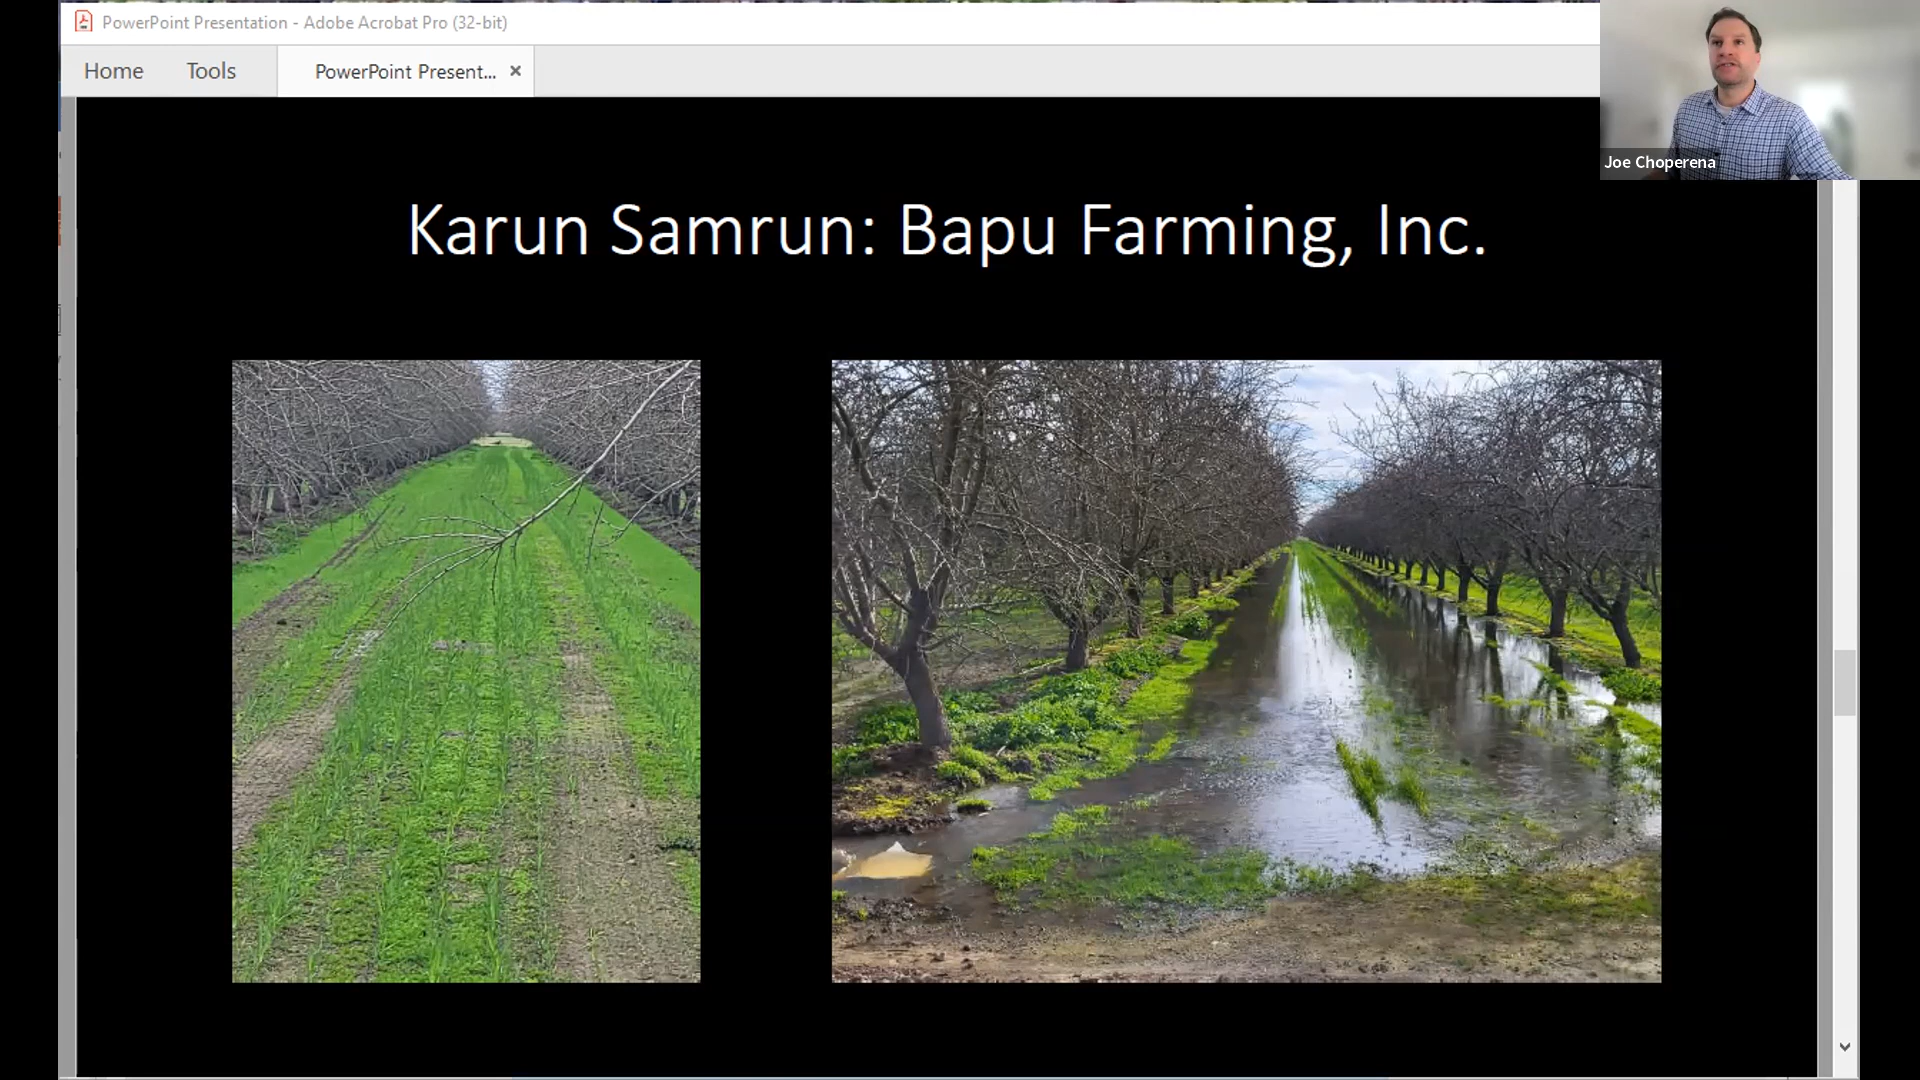 PowerPoint Presentation - Adobe Acrobat Pro (32-bit)
Home Tools PowerPoint Present... ×
Joe Choperena
Karun Samrun: Bapu Farming, Inc.